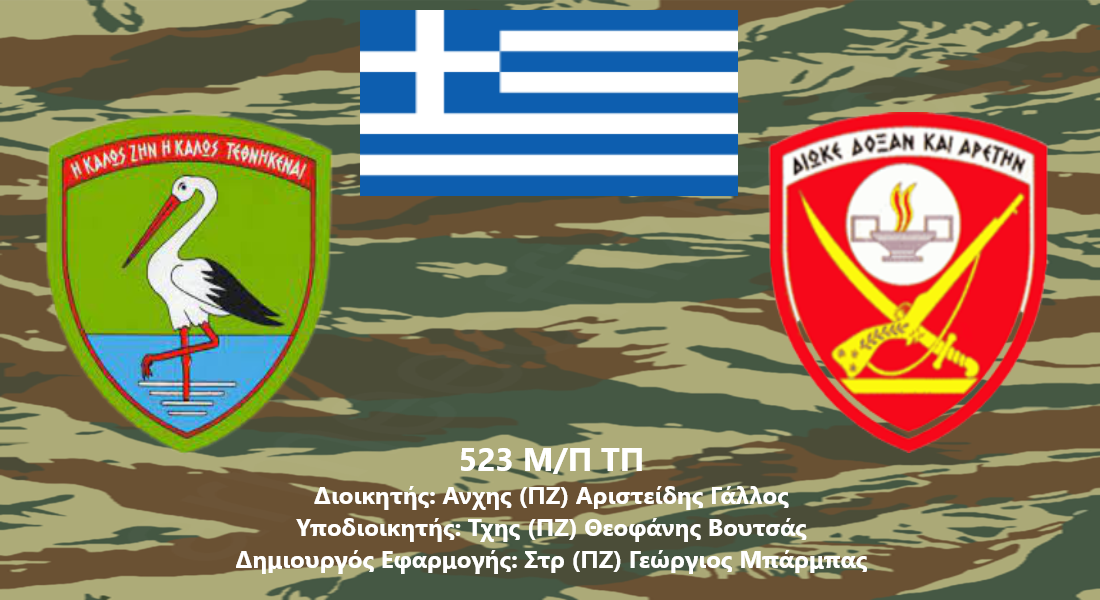 Η ΚΑΛΩΣ ΖΗΝ Η ΚΑΛΩΣ ΤΕΘΝΗΚΕΝΑΙ
ΔΙΩΚΕ ΔΟΞΑΝ ΚΑΙ ΑΡΕΤΗΝ
523 Μ/Π ΤΠ
Διοικητής: Ανχης (ΠΖ) Αριστείδης Γάλλος
Υποδιοικητής: Τχης (ΠΖ) Θεοφάνης Βουτσάς
Δημιουργός Εφαρμογής: Στρ (ΠΖ) Γεώργιος Μπάρμπας